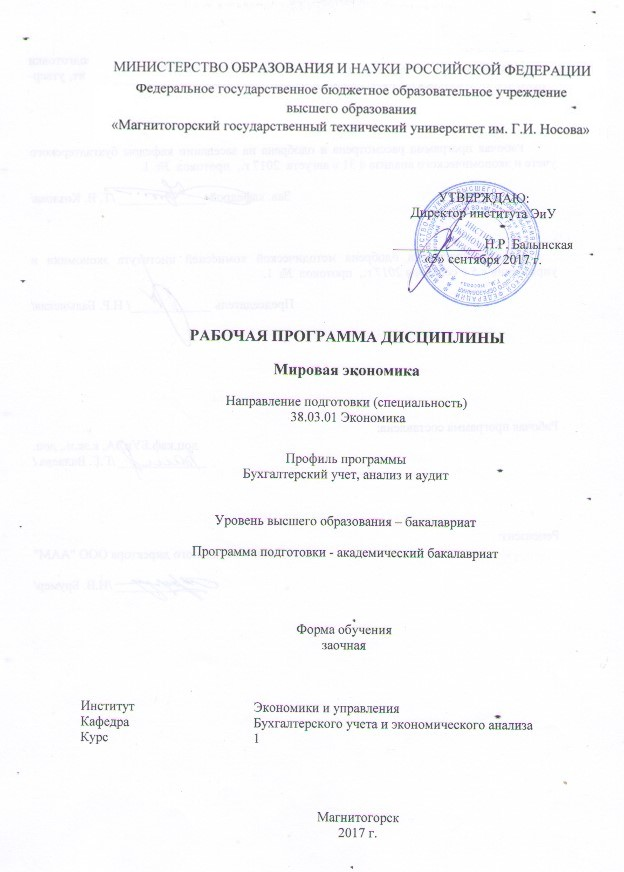 МИНИСТЕРСТВО ОБРАЗОВАНИЯ И НАУКИ РОССИЙСКОЙ ФЕДЕРАЦИИ
Федеральное государственное бюджетное образовательное учреждение
высшего образования
«Магнитогорский государственный технический университет им. Г.И. Носова»
УТВЕРЖДАЮ:
Директор института ЭиУ
Н.Р. Балынская
«5» сентября 2017 г.
РАБОЧАЯ ПРОГРАММА ДИСЦИПЛИНЫ
Мировая экономика
Направление подготовки (специальность)
38.03.01 Экономика
Профиль программы
Бухгалтерский учет, анализ и аудит
Уровень высшего образования – бакалавриат
Программа подготовки - академический бакалавриат
Форма обучения
заочная
Институт Экономики и управления
Кафедра Бухгалтерского учета и экономического анализа
Курс 1
Магнитогорск
2017 г.